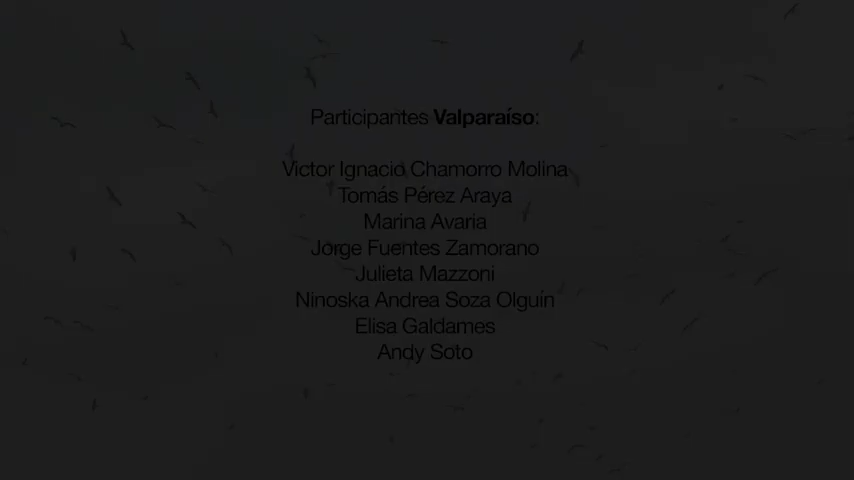 Participantes Valparaíso:
Victor Ignacio Chamorro Molina
Tomás Pérez Araya
Marina Avaria
Jorge Fuentes Zamorano
Julieta Mazzoni
Ninoska Andrea Soza Olguín
Elisa Galdames
Andy Soto